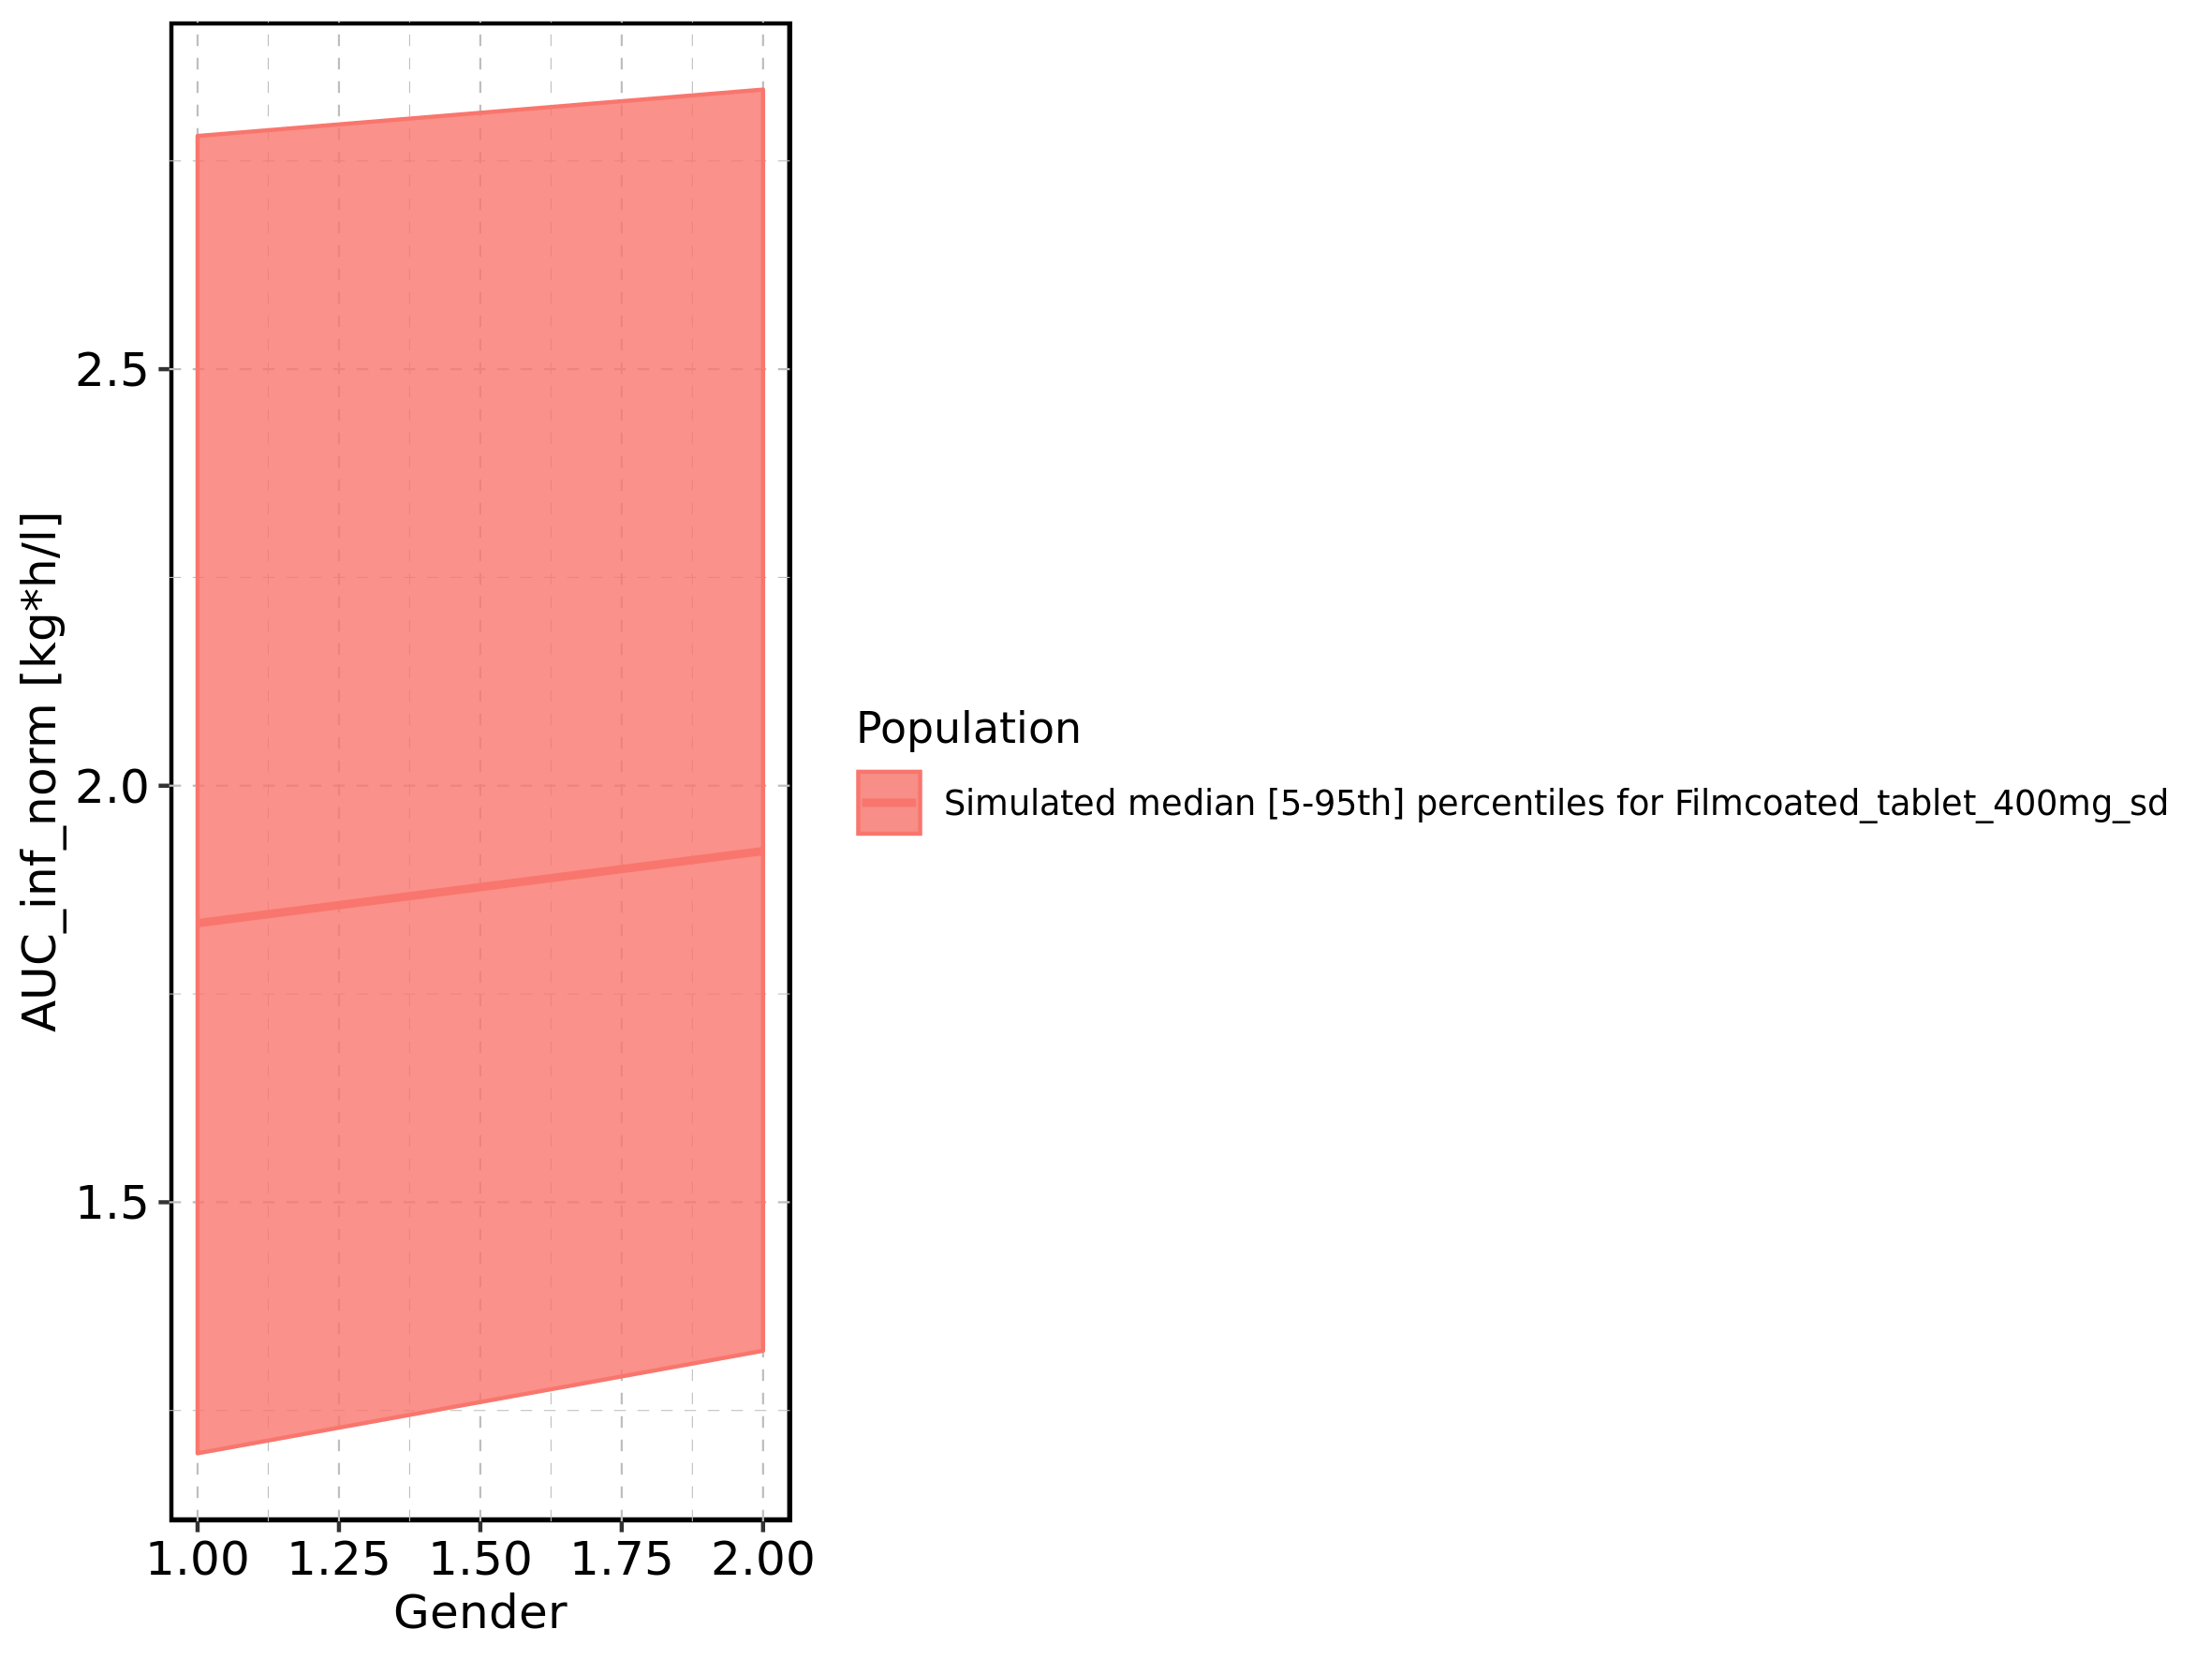 AUC_inf_norm [kg*h/l]
2.5
2.0
1.5
1.00 1.25 1.50 1.75 2.00
Gender
Population
Simulated median [5-95th] percentiles for Filmcoated_tablet_400mg_sd